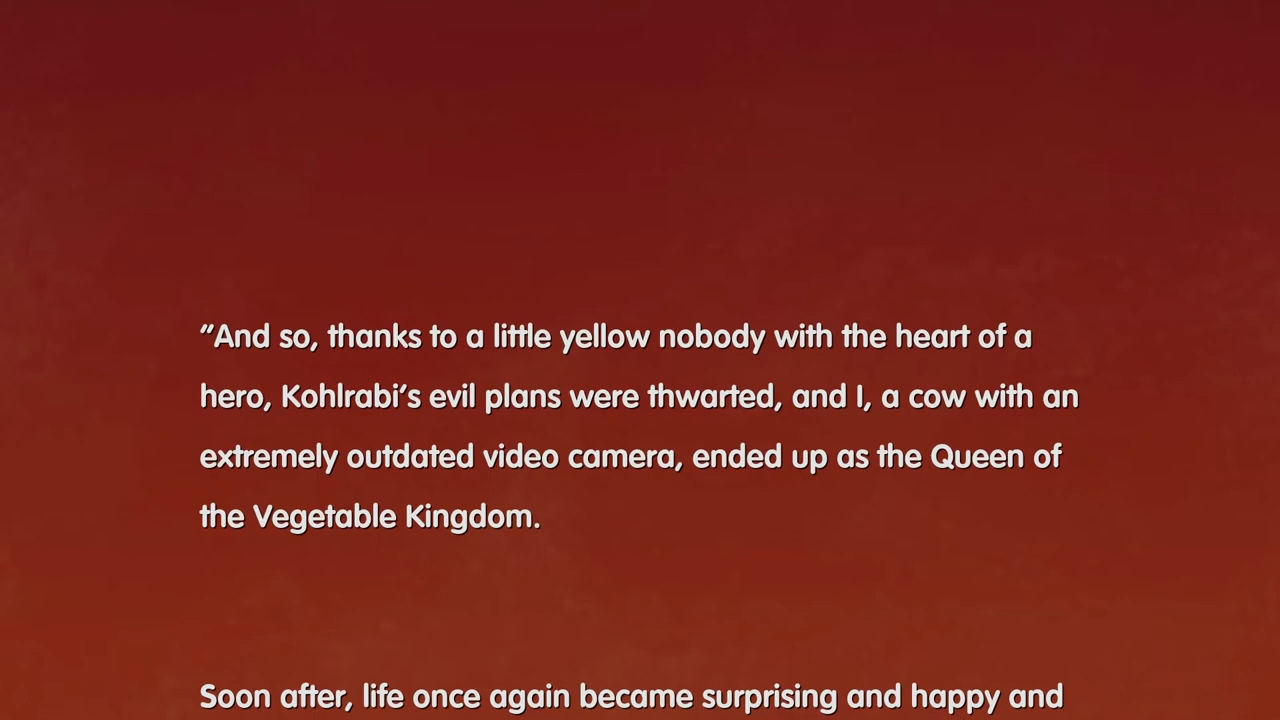 “And so, thanks to a little yellow nobody with the heart of a
hero, Kohlrabi’s evil plans were thwarted, and I, a cow with an
extremely outdated video camera, ended up as the Queen of
the Vegetable Kingdom.
Soon after, life once again became surprising and happy and